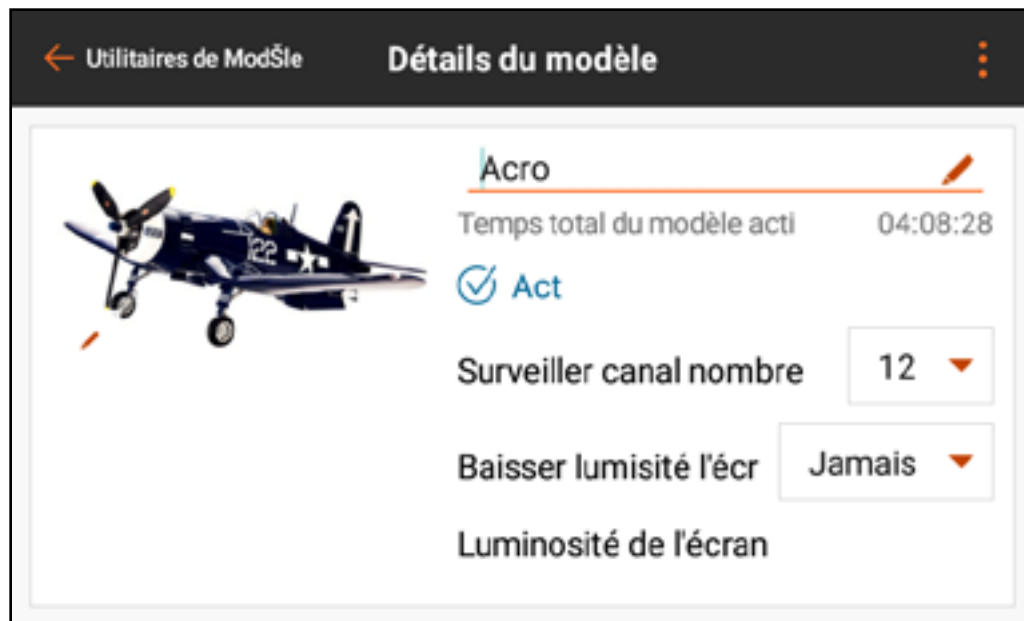 Utilitaires de ModŠle
Détails du modèle
Acro
Temps total du modèle acti 04:08:28
Act
Surveiller canal nombre 12
Baisser lumisité l'écr Jamais
Luminosité de l'écran
122